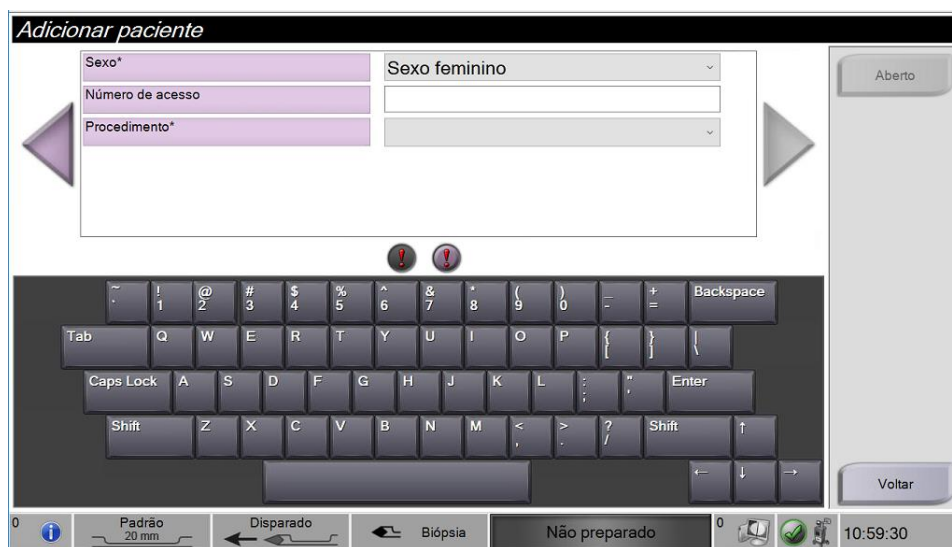 Adicionar paciente
Sexo*
Sexo feminino
Número de acesso
Procedimento*
Aberto
~ ! @ # $ % ^ & * ( ) _ +
` 1 2 3 4 5 6 7 8 9 0 - = Backspace
Tab Q W E R T Y U I O P { } |
[ ] \
Caps Lock A S D F G H J K L : " Enter
; '
Shift Z X C V B N M < > ? Shift ↑
, . /
← ↓ →
Voltar
0
Padrão
20 mm
Disparado
Biópsia
Não preparado
0
10:59:30